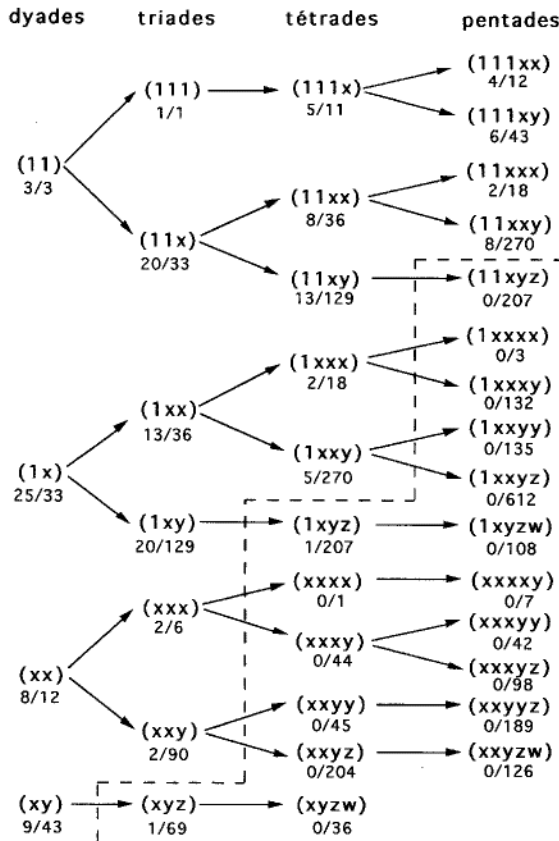 dyades triades tétrades pentades
(111xx)
4/12
(111) (111x)
1/1 5/11
(111xy)
6/43
(11)
3/3
(11xxx)
2/18
(11xx)
8/36
(11xxy)
8/270
(11x)
20/33
(11xy) (11xyz)
13/129 0/207
(1xxxx)
0/3
(1xxx)
2/18
(1xxxy)
0/132
(1xx)
13/36
(1xxyy)
0/135
(1xxy)
5/270
(1x)
25/33
(1xxyz)
0/612
(1xy) (1xyz) (1xyzw)
20/129 1/207 0/108
(xxxx) (xxxxy)
0/1 0/7
(xxx)
2/6
(xxxyy)
0/42
(xxxy)
0/44
(xxxyz)
0/98
(xx)
8/12
(xxyy) (xxyyz)
0/45 0/189
(xxy)
2/90
(xxyz) (xxyzw)
0/204 0/126
(xy) (xyz) (xyzw)
9/43 1/69 0/36